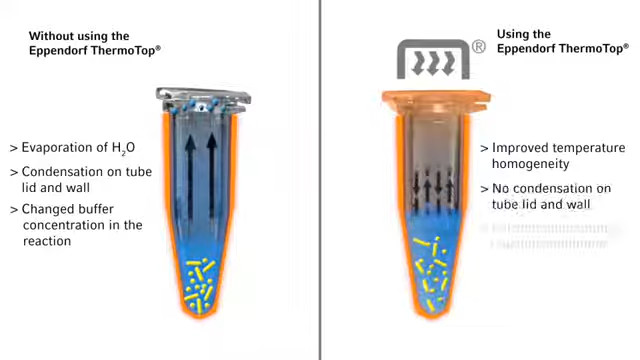 Without using the
Eppendorf ThermoTop®
> Evaporation of H₂O
> Condensation on tube
lid and wall
> Changed buffer
concentration in the
reaction
®
Using the
Eppendorf ThermoTop®
> Improved temperature
homogeneity
> No condensation on
tube lid and wall